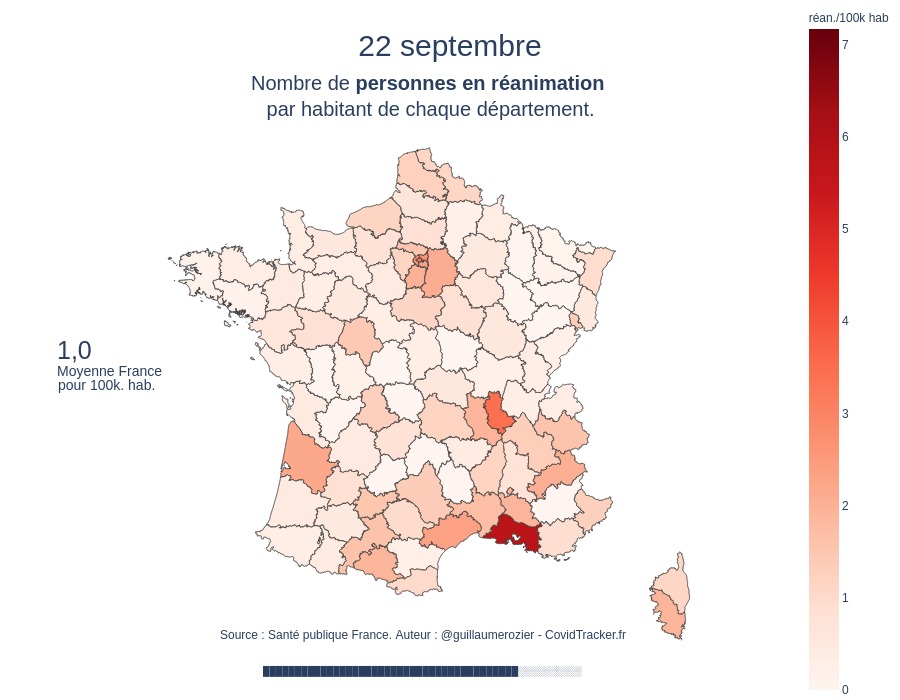 réan./100k hab
22 septembre
Nombre de personnes en réanimation
par habitant de chaque département.
7
6
5
4
3
2
1
0
1,0
Moyenne France
pour 100k. hab.
Source : Santé publique France. Auteur : @guillaumerozier - CovidTracker.fr